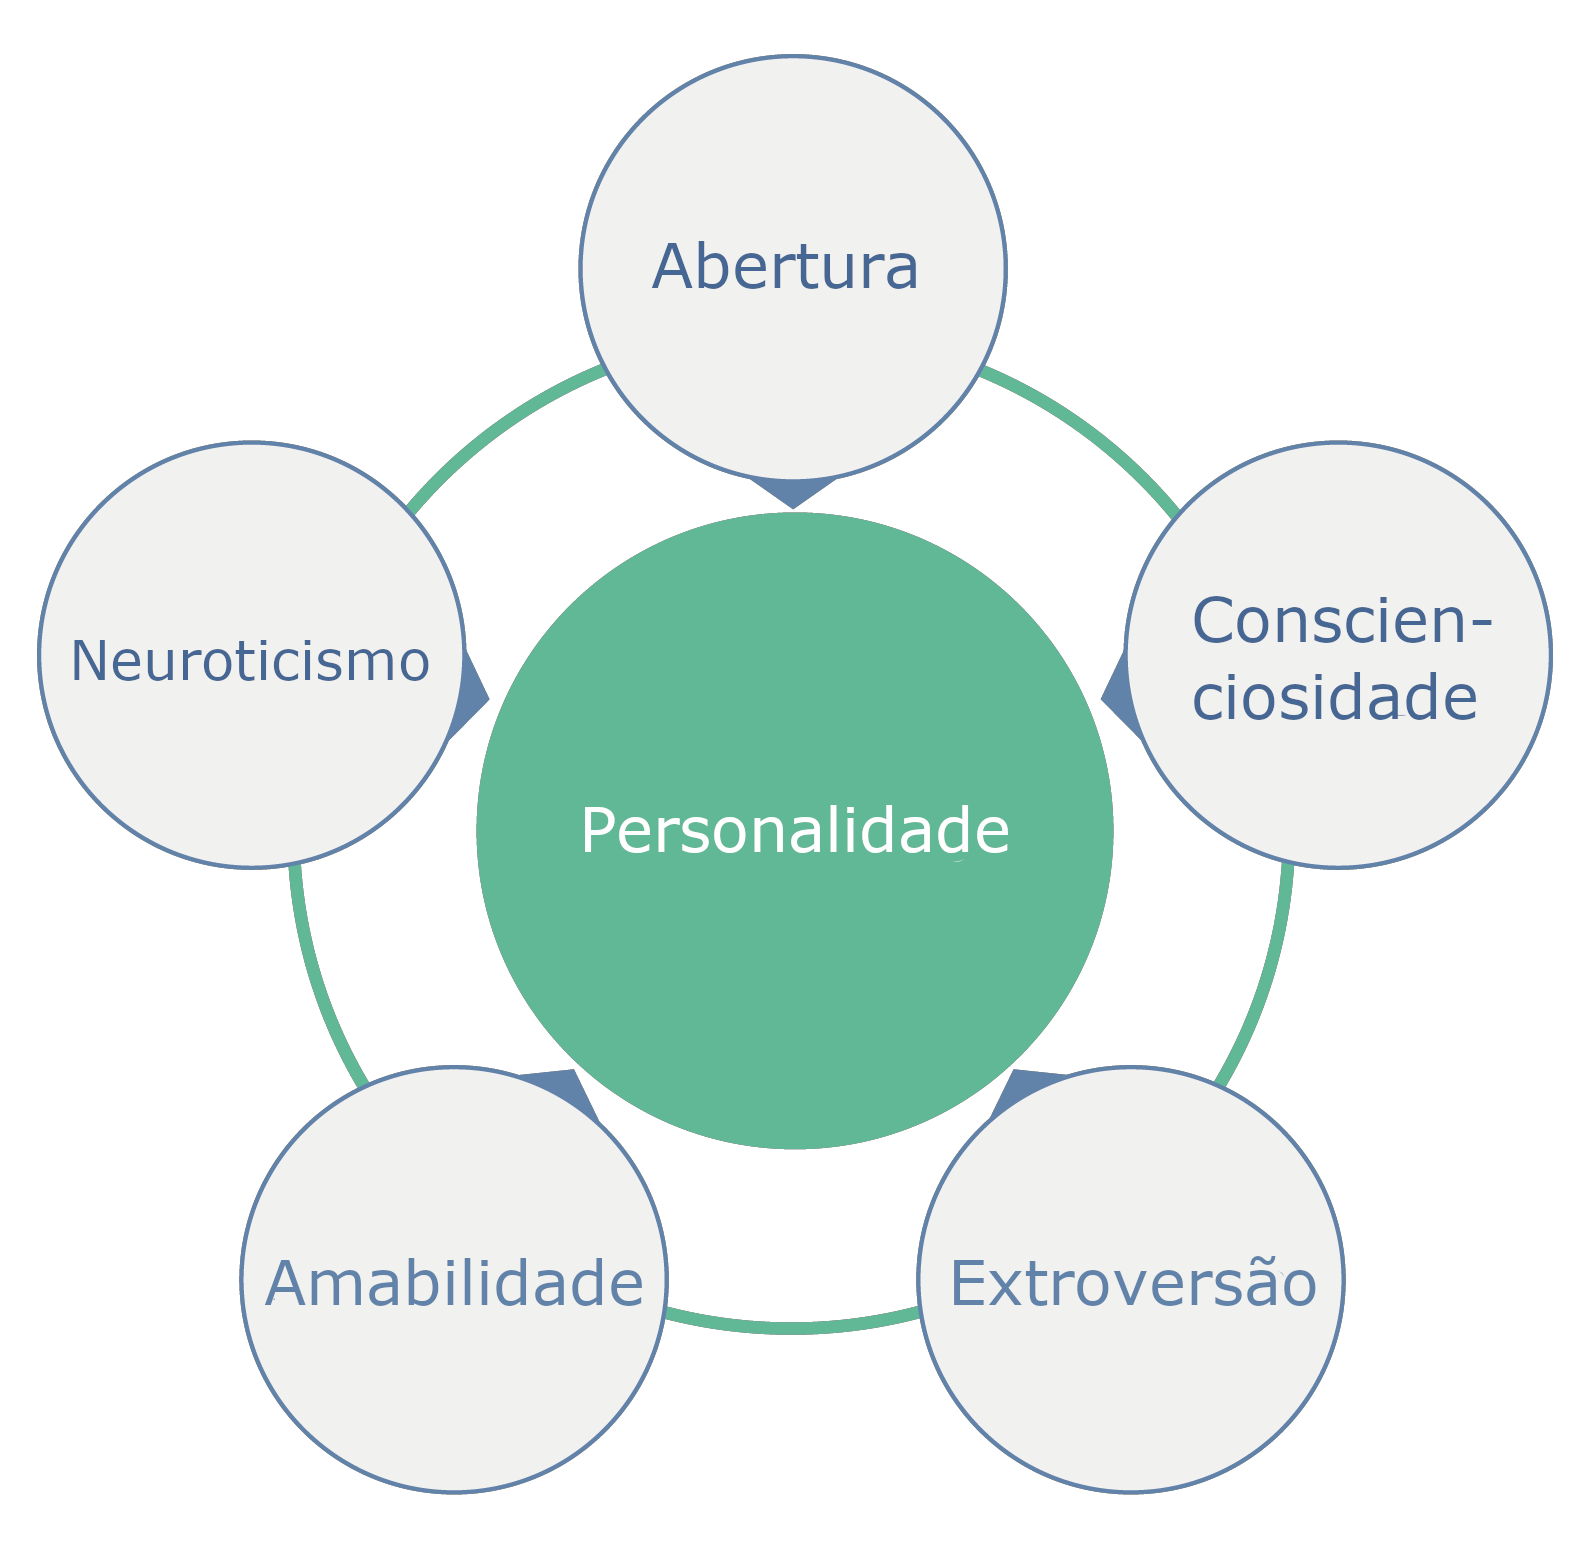 Abertura
Conscien-
ciosidade
Neuroticismo
Personalidade
Amabilidade
Extroversão